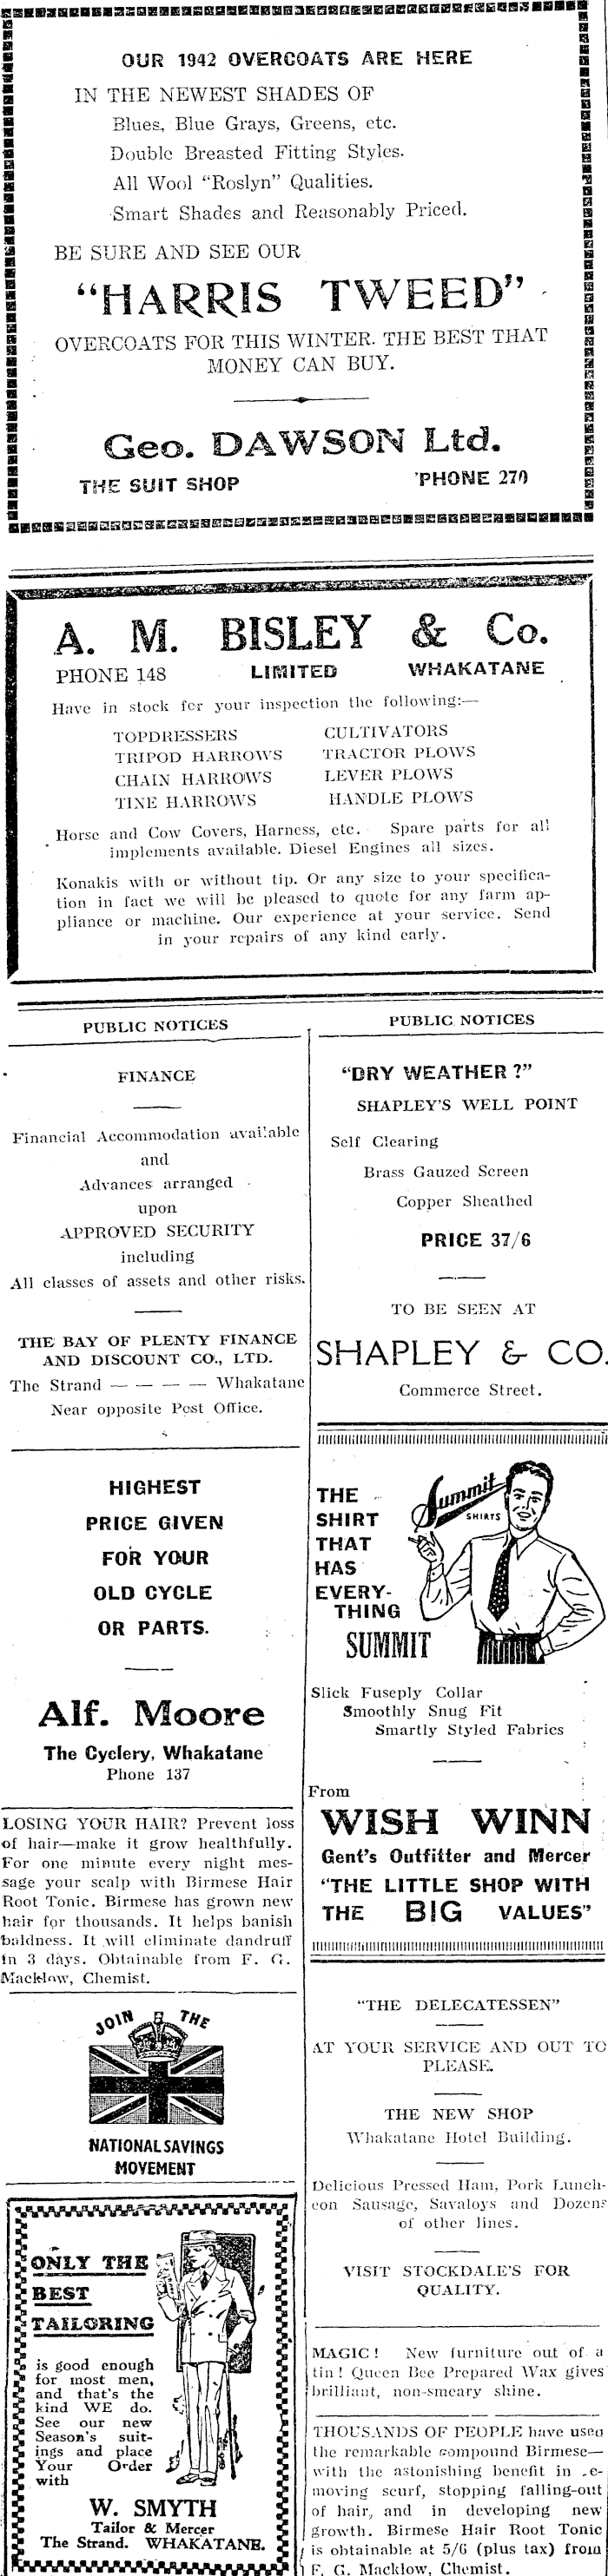 OUR 1942 OVERCOATS ARE HERE
IN THE NEWEST SHADES OF
Blues, Blue Grays, Greens, etc.
Double Breasted Fitting Styles.
All Wool "Roslyn" Qualities.
Smart Shades and Reasonably Priced.
BE SURE AND SEE OUR
"HARRIS TWEED"
OVERCOATS FOR THIS WINTER. THE BEST THAT
MONEY CAN BUY.
Geo. DAWSON Ltd.
THE SUIT SHOP 'PHONE 270
A. M. BISLEY & Co.
PHONE 148 LIMITED WHAKATANE
Have in stock for your inspection the following:—
TOPDRESSERS CULTIVATORS
TRIPOD HARROWS TRACTOR PLOWS
CHAIN HARROWS LEVER PLOWS
TINE HARROWS HANDLE PLOWS
Horse and Cow Covers, Harness, etc. Spare parts for all
implements available. Diesel Engines all sizes.
Konakis with or without tip. Or any size to your specifica-
tion in fact we will be pleased to quote for any farm ap-
pliance or machine. Our experience at your service. Send
in your repairs of any kind early.
PUBLIC NOTICES
FINANCE
Financial Accommodation available
and
Advances arranged
upon
APPROVED SECURITY
including
All classes of assets and other risks.
THE BAY OF PLENTY FINANCE
AND DISCOUNT CO., LTD.
The Strand — — — — Whakatane
Near opposite Post Office.
HIGHEST
PRICE GIVEN
FOR YOUR
OLD CYCLE
OR PARTS.
Alf. Moore
The Cyclery, Whakatane
Phone 137
LOSING YOUR HAIR? Prevent loss
of hair—make it grow healthfully.
For one minute every night mes-
sage your scalp with Birmese Hair
Root Tonic. Birmese has grown new
hair for thousands. It helps banish
baldness. It will eliminate dandruff
in 3 days. Obtainable from F. G.
Macklow, Chemist.
JOIN THE
NATIONAL SAVINGS
MOVEMENT
ONLY THE
BEST
TAILORING
is good enough
for most men,
and that's the
kind WE do.
See our new
Season's suit-
ings and place
Your Order
with
W. SMYTH
Tailor & Mercer
The Strand. WHAKATANE.
PUBLIC NOTICES
"DRY WEATHER?"
SHAPLEY'S WELL POINT
Self Clearing
Brass Gauzed Screen
Copper Sheathed
PRICE 37/6
TO BE SEEN AT
SHAPLEY & CO.
Commerce Street.
Summit
SHIRTS
THE
SHIRT
THAT
HAS
EVERY-
THING
SUMMIT
Slick Fuseply Collar
Smoothly Snug Fit
Smartly Styled Fabrics
From
WISH WINN
Gent's Outfitter and Mercer
"THE LITTLE SHOP WITH
THE BIG VALUES"
"THE DELECATESSEN"
AT YOUR SERVICE AND OUT TO
PLEASE.
THE NEW SHOP
Whakatane Hotel Building.
Delicious Pressed Ham, Pork Lunch-
eon Sausage, Savaloys and Dozens
of other lines.
VISIT STOCKDALE'S FOR
QUALITY.
MAGIC! New furniture out of a
tin! Queen Bee Prepared Wax gives
brilliant, non-smeary shine.
THOUSANDS OF PEOPLE have used
the remarkable compound Birmese—
with the astonishing benefit in .e-
moving scurf, stopping falling-out
of hair, and in developing new
growth. Birmese Hair Root Tonic
is obtainable at 5/6 (plus tax) from
F. G. Macklow, Chemist.